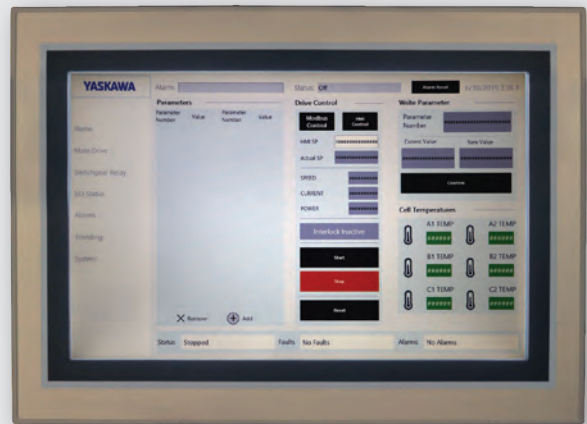 YASKAWA
Alarm:
Status: Off
Alarm Reset
Home
Main Drive
Switchgear Relay
I/O Status
Alarms
Trending
System
Parameters
Parameter Number
Value
Parameter Number
Value
Remove
Add
Drive Control
Modbus Control
HMI Control
HMI SP
Actual SP
SPEED
CURRENT
POWER
Interlock Inactive
Start
Stop
Reset
Write Parameter
Parameter Number
Current Value
New Value
Confirm
Cell Temperatures
A1 TEMP
A2 TEMP
B1 TEMP
B2 TEMP
C1 TEMP
C2 TEMP
Status Stopped
Faults No Faults
Alarms No Alarms